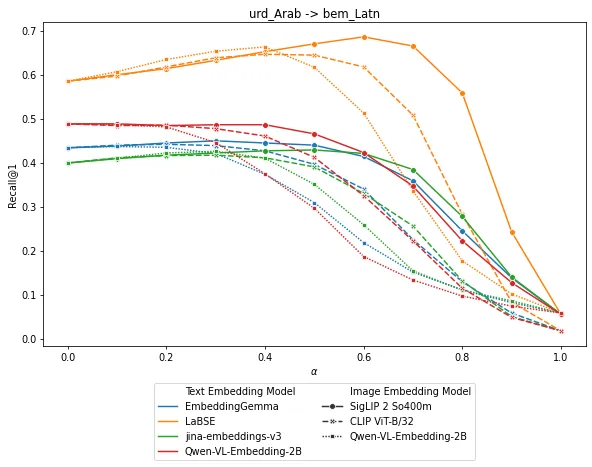 urd_Arab -> bem_Latn
0.7
0.6
0.5
0.4
0.3
0.2
0.1
0.0
Recall@1
0.0 0.2 0.4 0.6 0.8 1.0
α
Text Embedding Model Image Embedding Model
EmbeddingGemma SigLIP 2 So400m
LaBSE CLIP ViT-B/32
jina-embeddings-v3 Qwen-VL-Embedding-2B
Qwen-VL-Embedding-2B